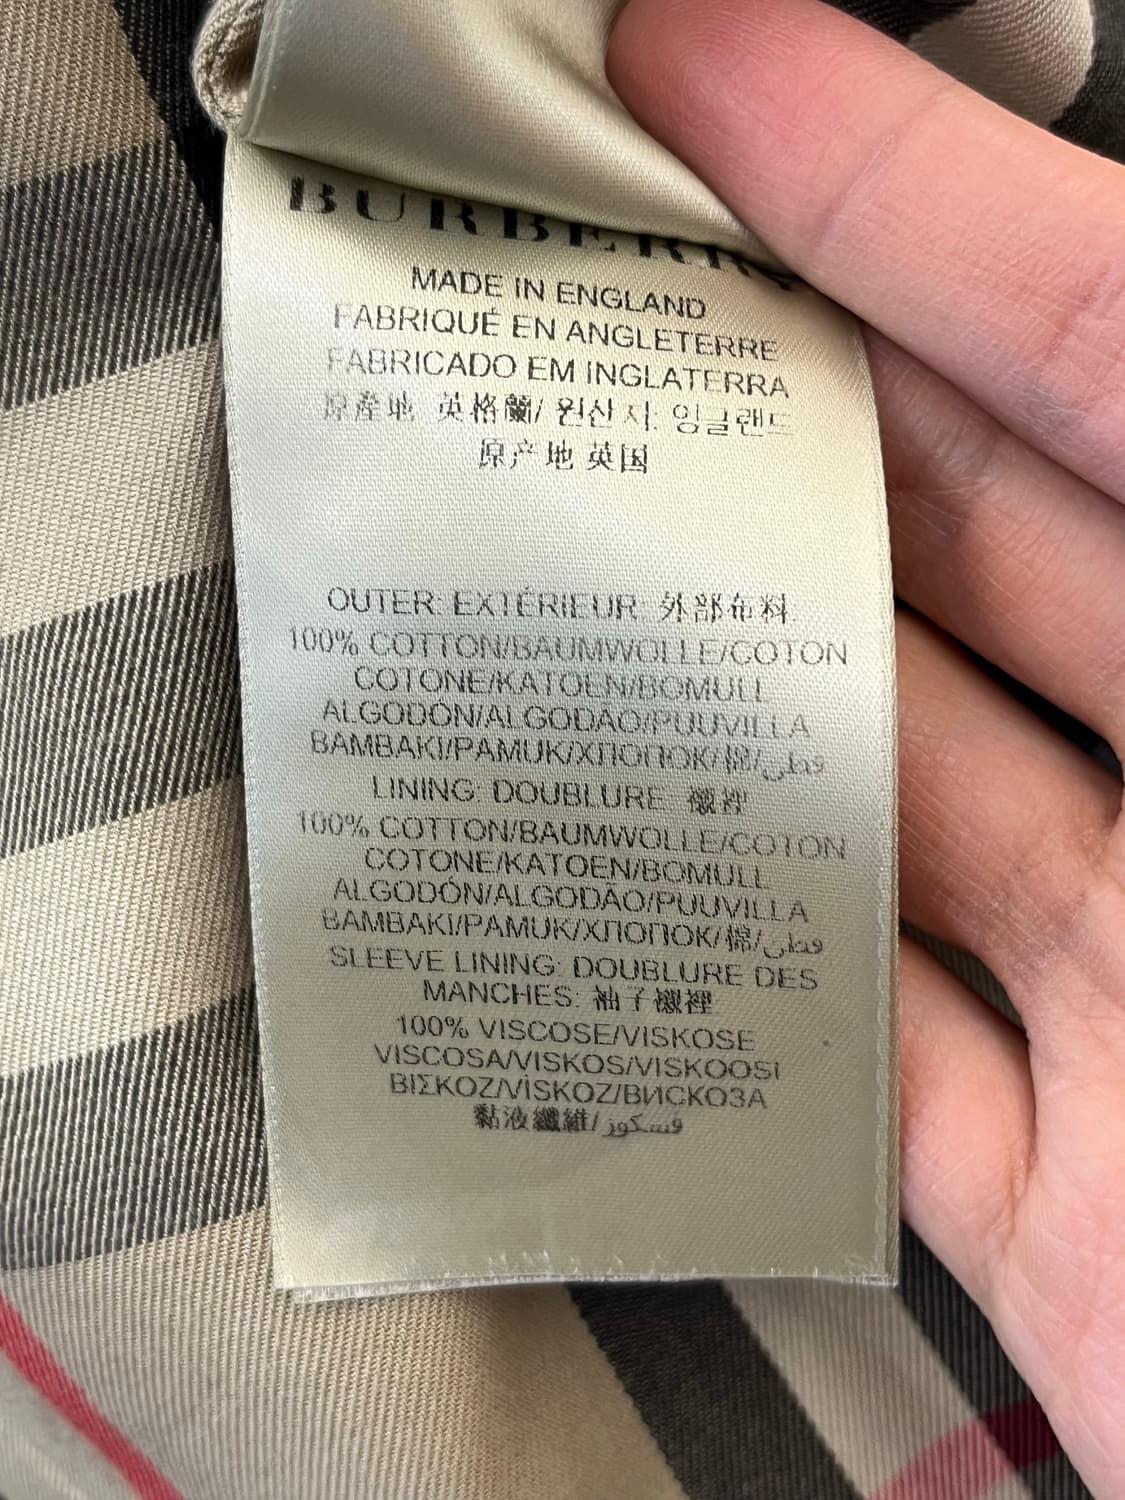 BURBERRY
MADE IN ENGLAND
FABRIQUÉ EN ANGLETERRE
FABRICADO EM INGLATERRA
原產地 英格蘭/ 원산지: 잉글랜드
原产地 英国
OUTER: EXTÉRIEUR: 外部布料:
100% COTTON/BAUMWOLLE/COTON
COTONE/KATOEN/BOMULL
ALGODÓN/ALGODÃO/PUUVILLA
BAMBAKI/PAMUK/ХЛОПОК/棉/قطن
LINING: DOUBLURE: 襯裡
100% COTTON/BAUMWOLLE/COTON
COTONE/KATOEN/BOMULL
ALGODÓN/ALGODÃO/PUUVILLA
BAMBAKI/PAMUK/ХЛОПОК/棉/قطن
SLEEVE LINING: DOUBLURE DES
MANCHES: 袖子襯裡
100% VISCOSE/VISKOSE
VISCOSA/VISKOS/VISKOOSI
ΒΙΣΚΟΖ/VİSKOZ/ВИСКОЗА
黏液纖維/فسكوز